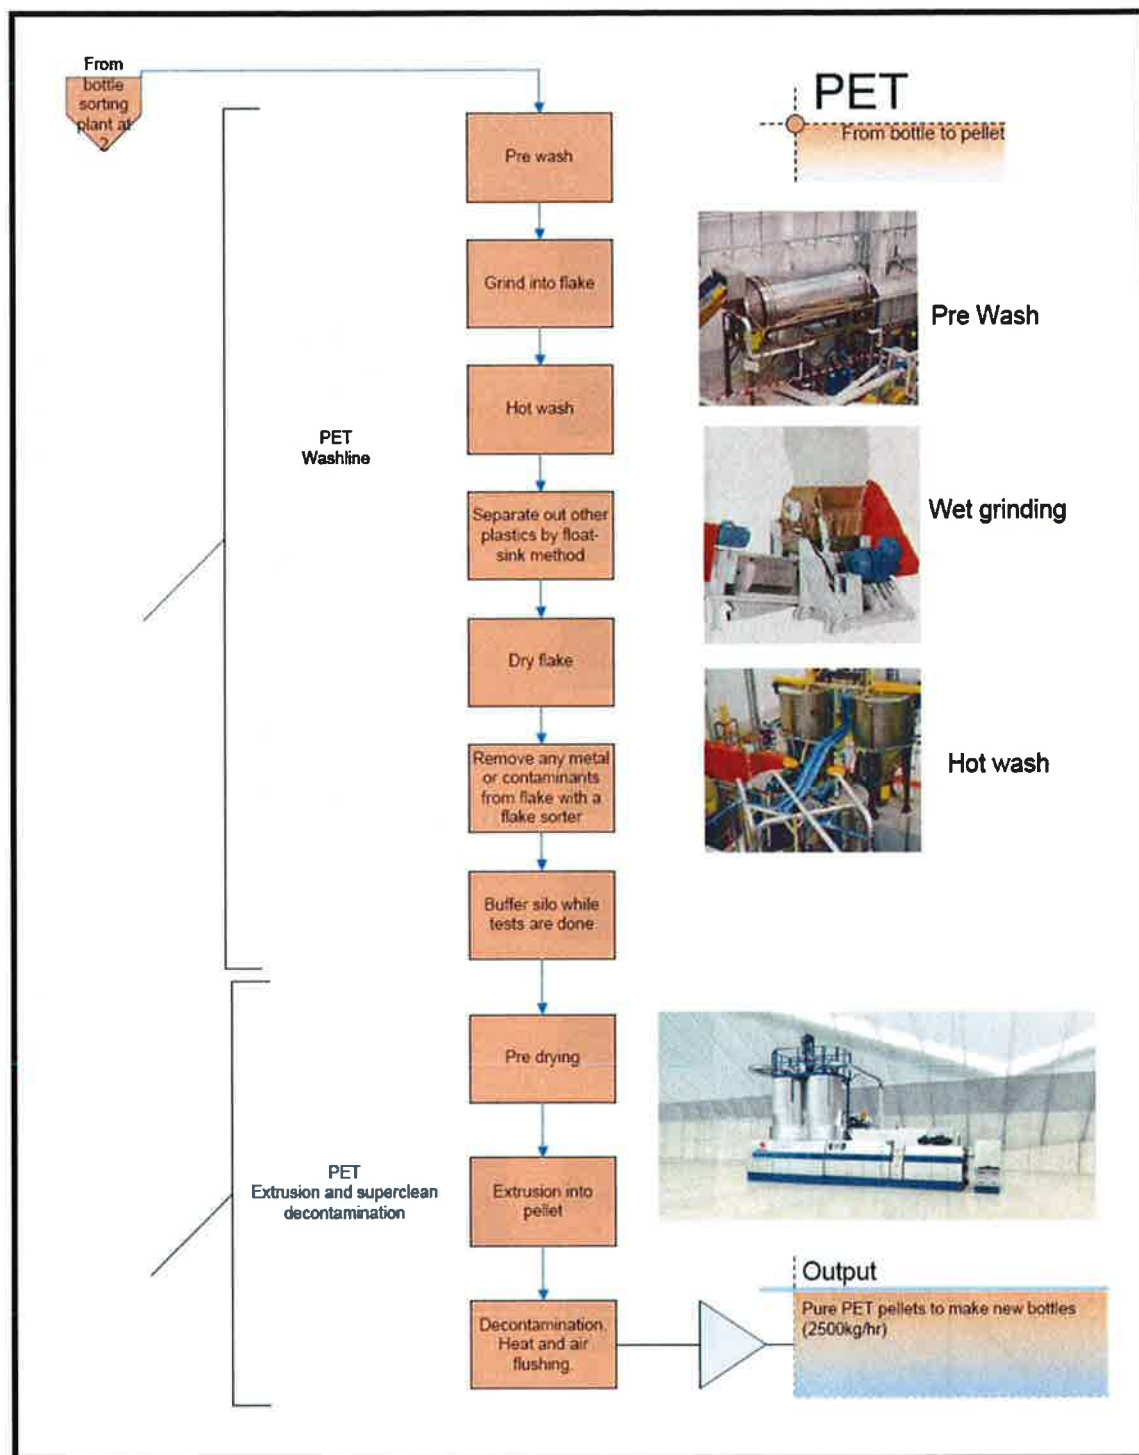 From
bottle
sorting
plant at
2
PET
From bottle to pellet
Pre wash
Grind into flake
Pre Wash
Hot wash
PET
Washline
Separate out other
plastics by float-
sink method
Wet grinding
Dry flake
Remove any metal
or contaminants
from flake with a
flake sorter
Hot wash
Buffer silo while
tests are done
Pre drying
PET
Extrusion and superclean
decontamination
Extrusion into
pellet
Decontamination.
Heat and air
flushing.
Output
Pure PET pellets to make new bottles
(2500kg/hr)